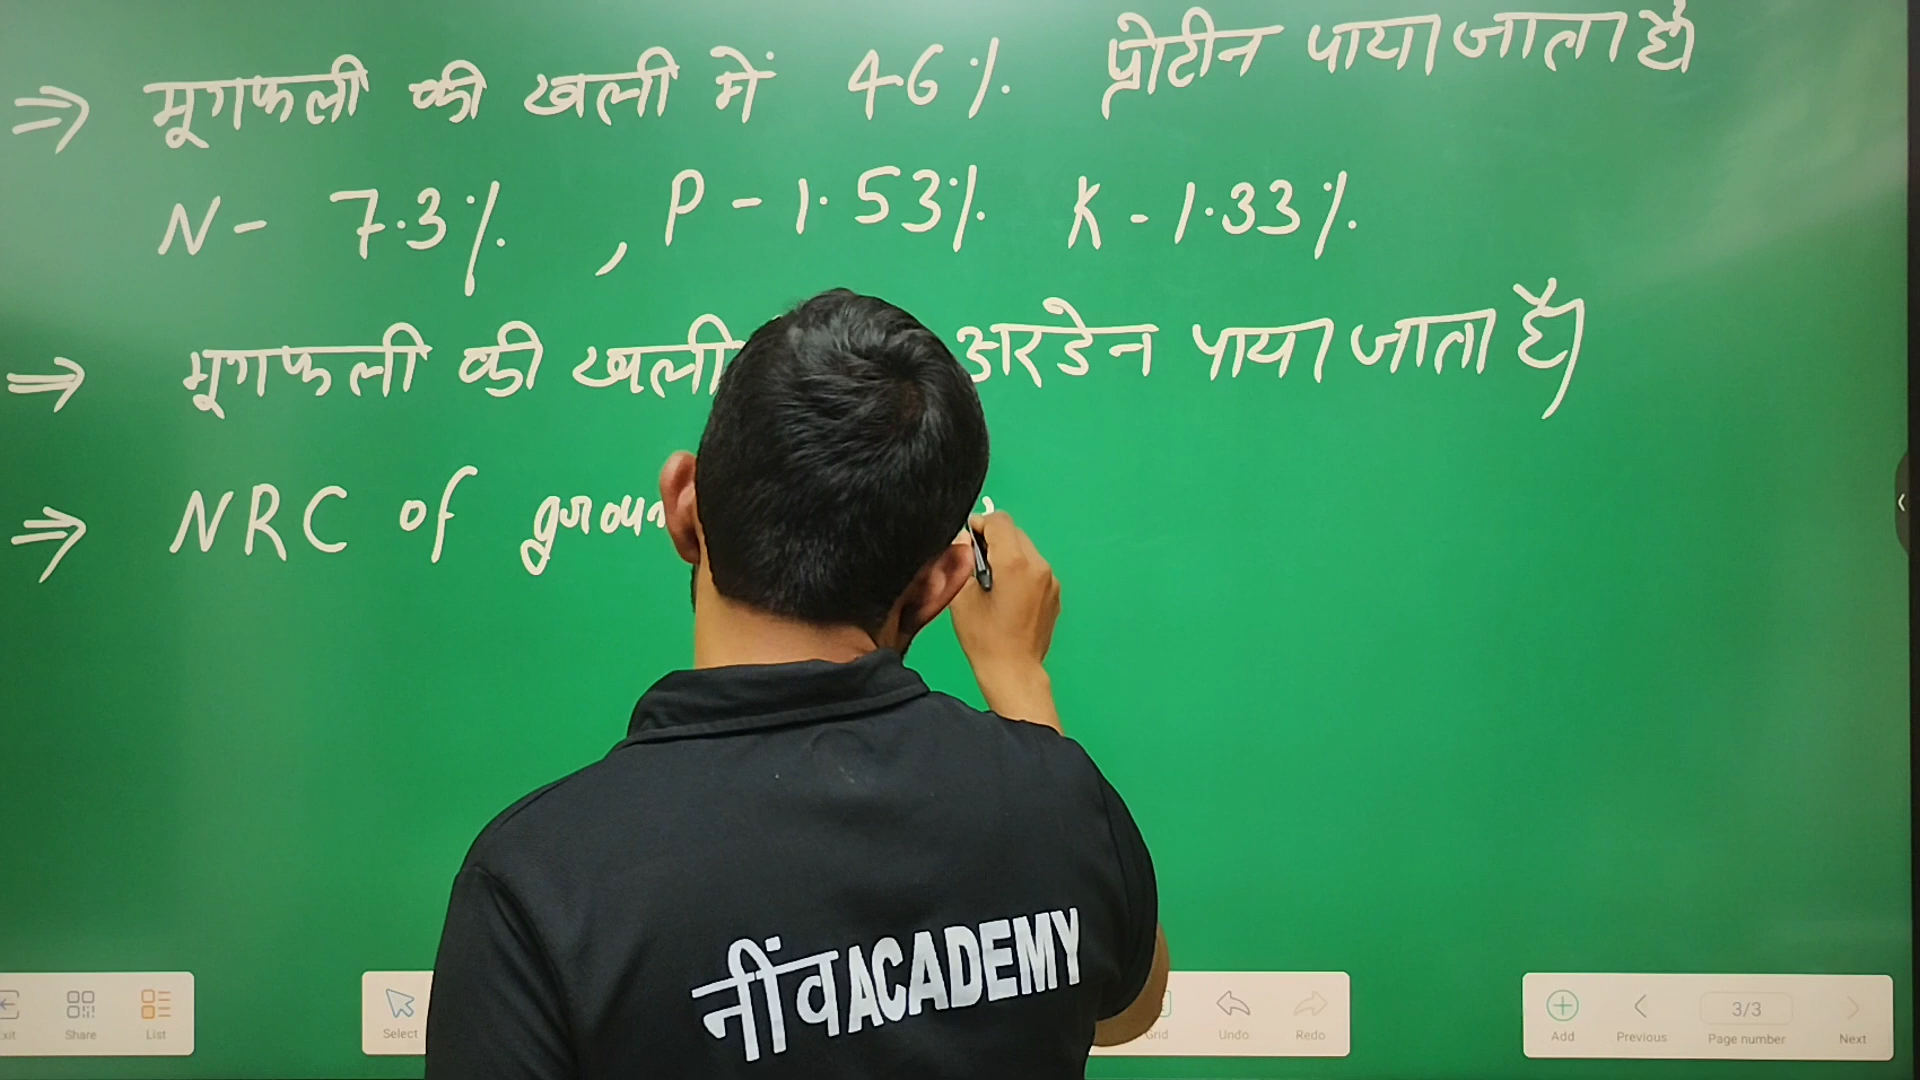 ⇒ मूगफली की खली में 46% प्रोटीन पाया जाता है
N - 7.3% , P - 1.53% K - 1.33%
⇒ मूगफली की खली अरडेन पाया जाता है।
⇒ NRC of groun
नींव ACADEMY
Share
List
Select
Grid
Undo
Redo
Add
Previous
3/3
Page number
Next